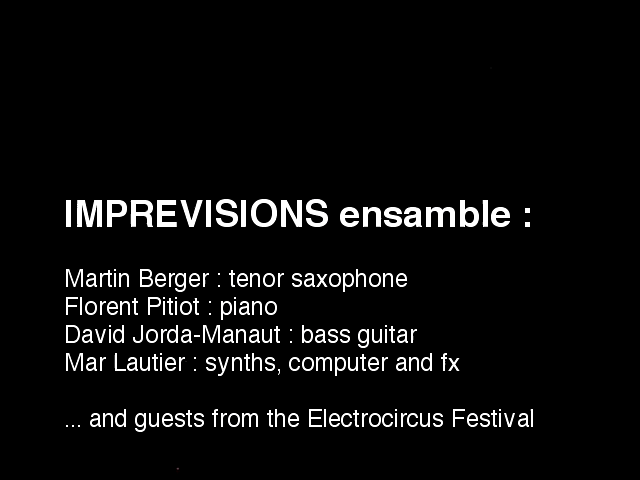 IMPREVISIONS ensamble :
Martin Berger : tenor saxophone
Florent Pitiot : piano
David Jorda-Manaut : bass guitar
Mar Lautier : synths, computer and fx
... and guests from the Electrocircus Festival